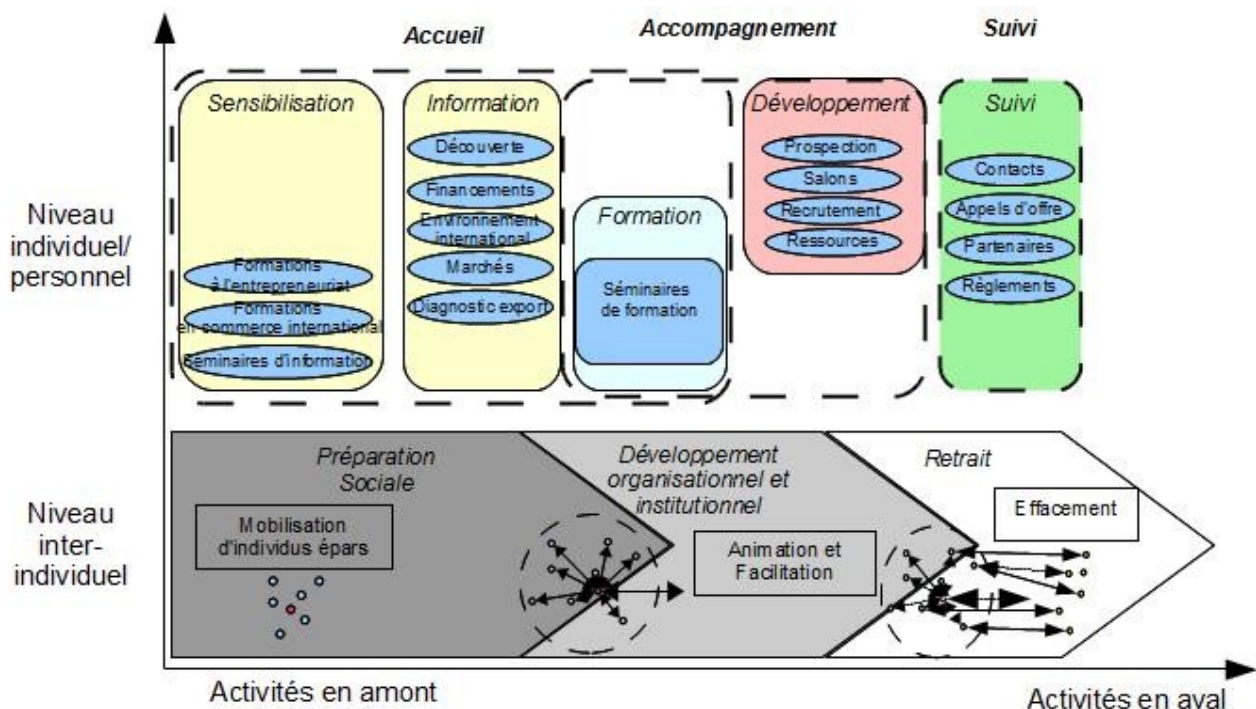 Accueil
Accompagnement
Suivi
Sensibilisation
Information
Développement
Suivi
Niveau
individuel/
personnel
Formations
à l'entrepreneuriat
Formations
en commerce international
Séminaires d'information
Découverte
Financements
Environnement
international
Marchés
Diagnostic export
Formation
Séminaires
de formation
Prospection
Salons
Recrutement
Ressources
Contacts
Appels d'offre
Partenaires
Règlements
Niveau
inter-
individuel
Préparation
Sociale
Mobilisation
d'individus épars
Développement
organisationnel et
institutionnel
Animation et
Facilitation
Retrait
Effacement
Activités en amont
Activités en aval